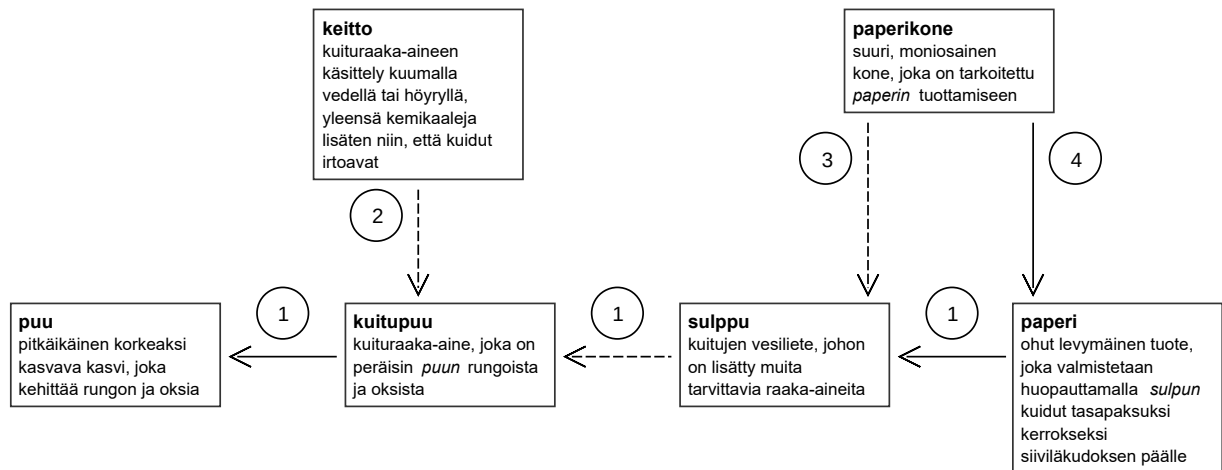 keitto
kuituraaka-aineen
käsittely kuumalla
vedellä tai höyryllä,
yleensä kemikaaleja
lisäten niin, että kuidut
irtoavat
paperikone
suuri, moniosainen
kone, joka on tarkoitettu
paperin tuottamiseen
2
3
4
puu
pitkäikäinen korkeaksi
kasvava kasvi, joka
kehittää rungon ja oksia
1
kuitupuu
kuituraaka-aine, joka on
peräisin puun rungoista
ja oksista
1
sulppu
kuitujen vesiliete, johon
on lisätty muita
tarvittavia raaka-aineita
1
paperi
ohut levymäinen tuote,
joka valmistetaan
huopauttamalla sulpun
kuidut tasapaksuksi
kerrokseksi
siiviläkudoksen päälle